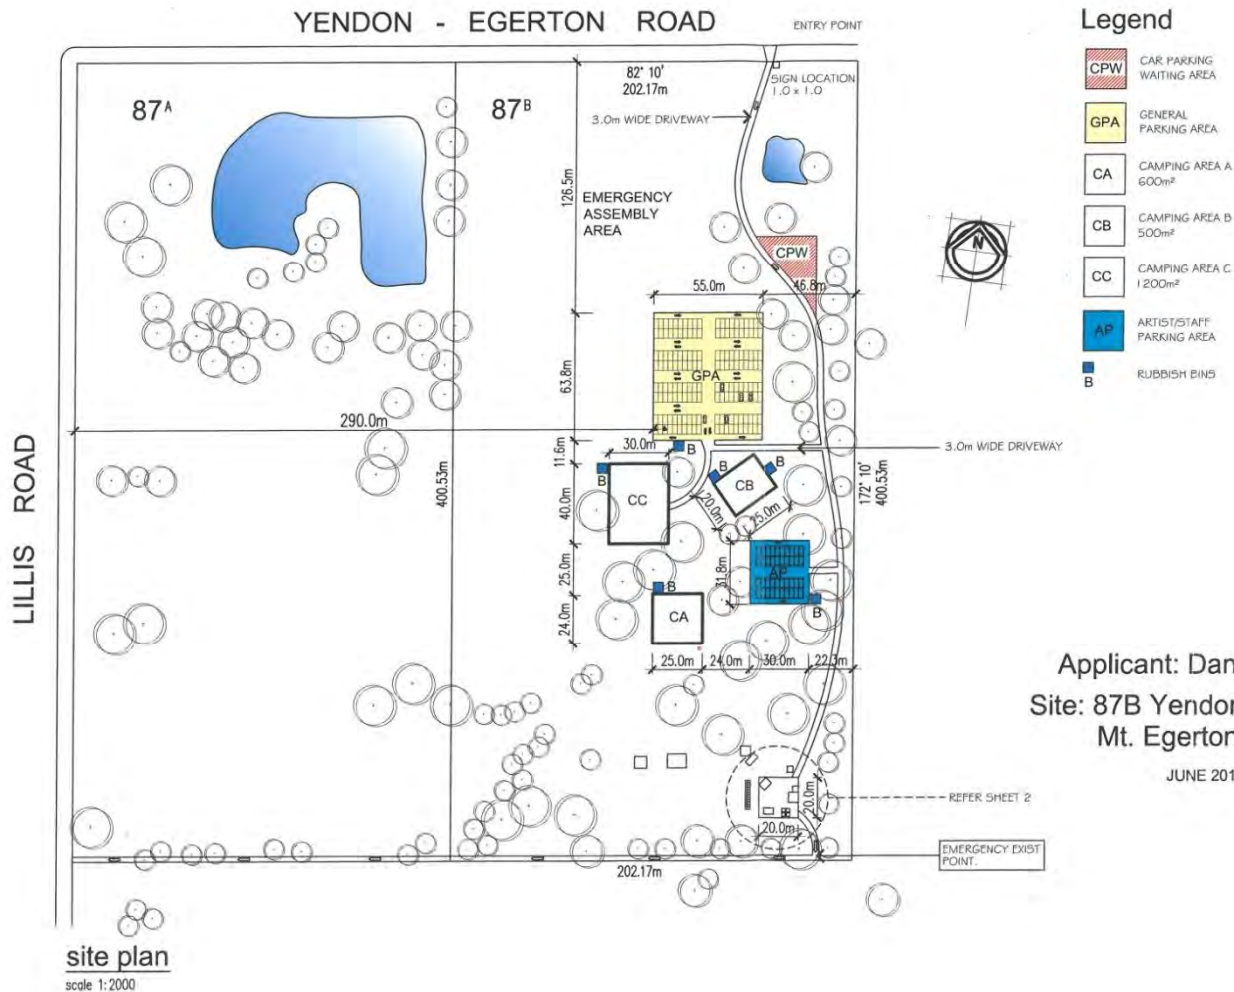 YENDON - EGERTON ROAD
ENTRY POINT
87A
87B
82° 10'
202.17m
SIGN LOCATION
1.0 x 1.0
3.0m WIDE DRIVEWAY
126.5m
EMERGENCY
ASSEMBLY
AREA
CPW
N
55.0m
46.8m
63.8m
GPA
290.0m
30.0m
11.6m
B
3.0m WIDE DRIVEWAY
LILLIS ROAD
400.53m
B
CC
40.0m
B
B
CB
20.0m
25.0m
172° 10'
400.53m
25.0m
31.8m
AP
B
B
CA
24.0m
25.0m
24.0m
30.0m
22.3m
20.0m
20.0m
REFER SHEET 2
EMERGENCY EXIST
POINT.
202.17m
site plan
scale 1:2000
Legend
CPW
CAR PARKING
WAITING AREA
GPA
GENERAL
PARKING AREA
CA
CAMPING AREA A
600m²
CB
CAMPING AREA B
500m²
CC
CAMPING AREA C
1200m²
AP
ARTIST/STAFF
PARKING AREA
B
RUBBISH BINS
Applicant: Dan
Site: 87B Yendon
Mt. Egerton
JUNE 201